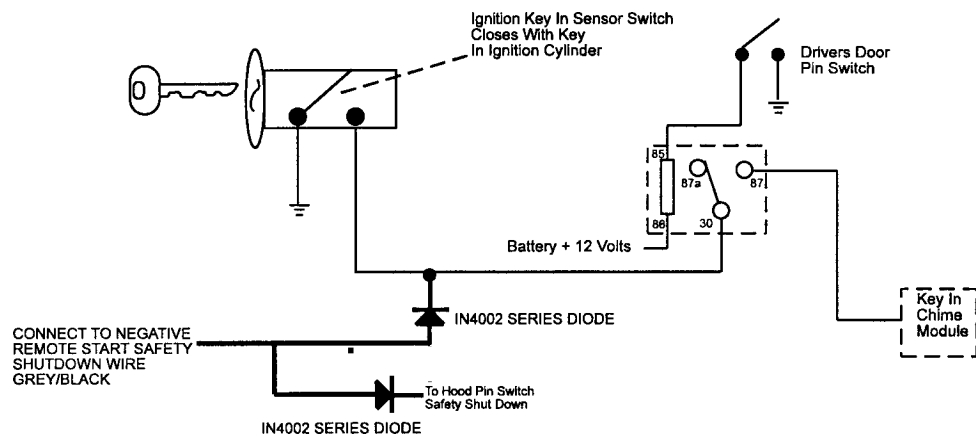 Ignition Key In Sensor Switch
Closes With Key
In Ignition Cylinder
Drivers Door
Pin Switch
85
87a
87
86
30
Battery + 12 Volts
IN4002 SERIES DIODE
Key In
Chime
Module
CONNECT TO NEGATIVE
REMOTE START SAFETY
SHUTDOWN WIRE
GREY/BLACK
To Hood Pin Switch
Safety Shut Down
IN4002 SERIES DIODE